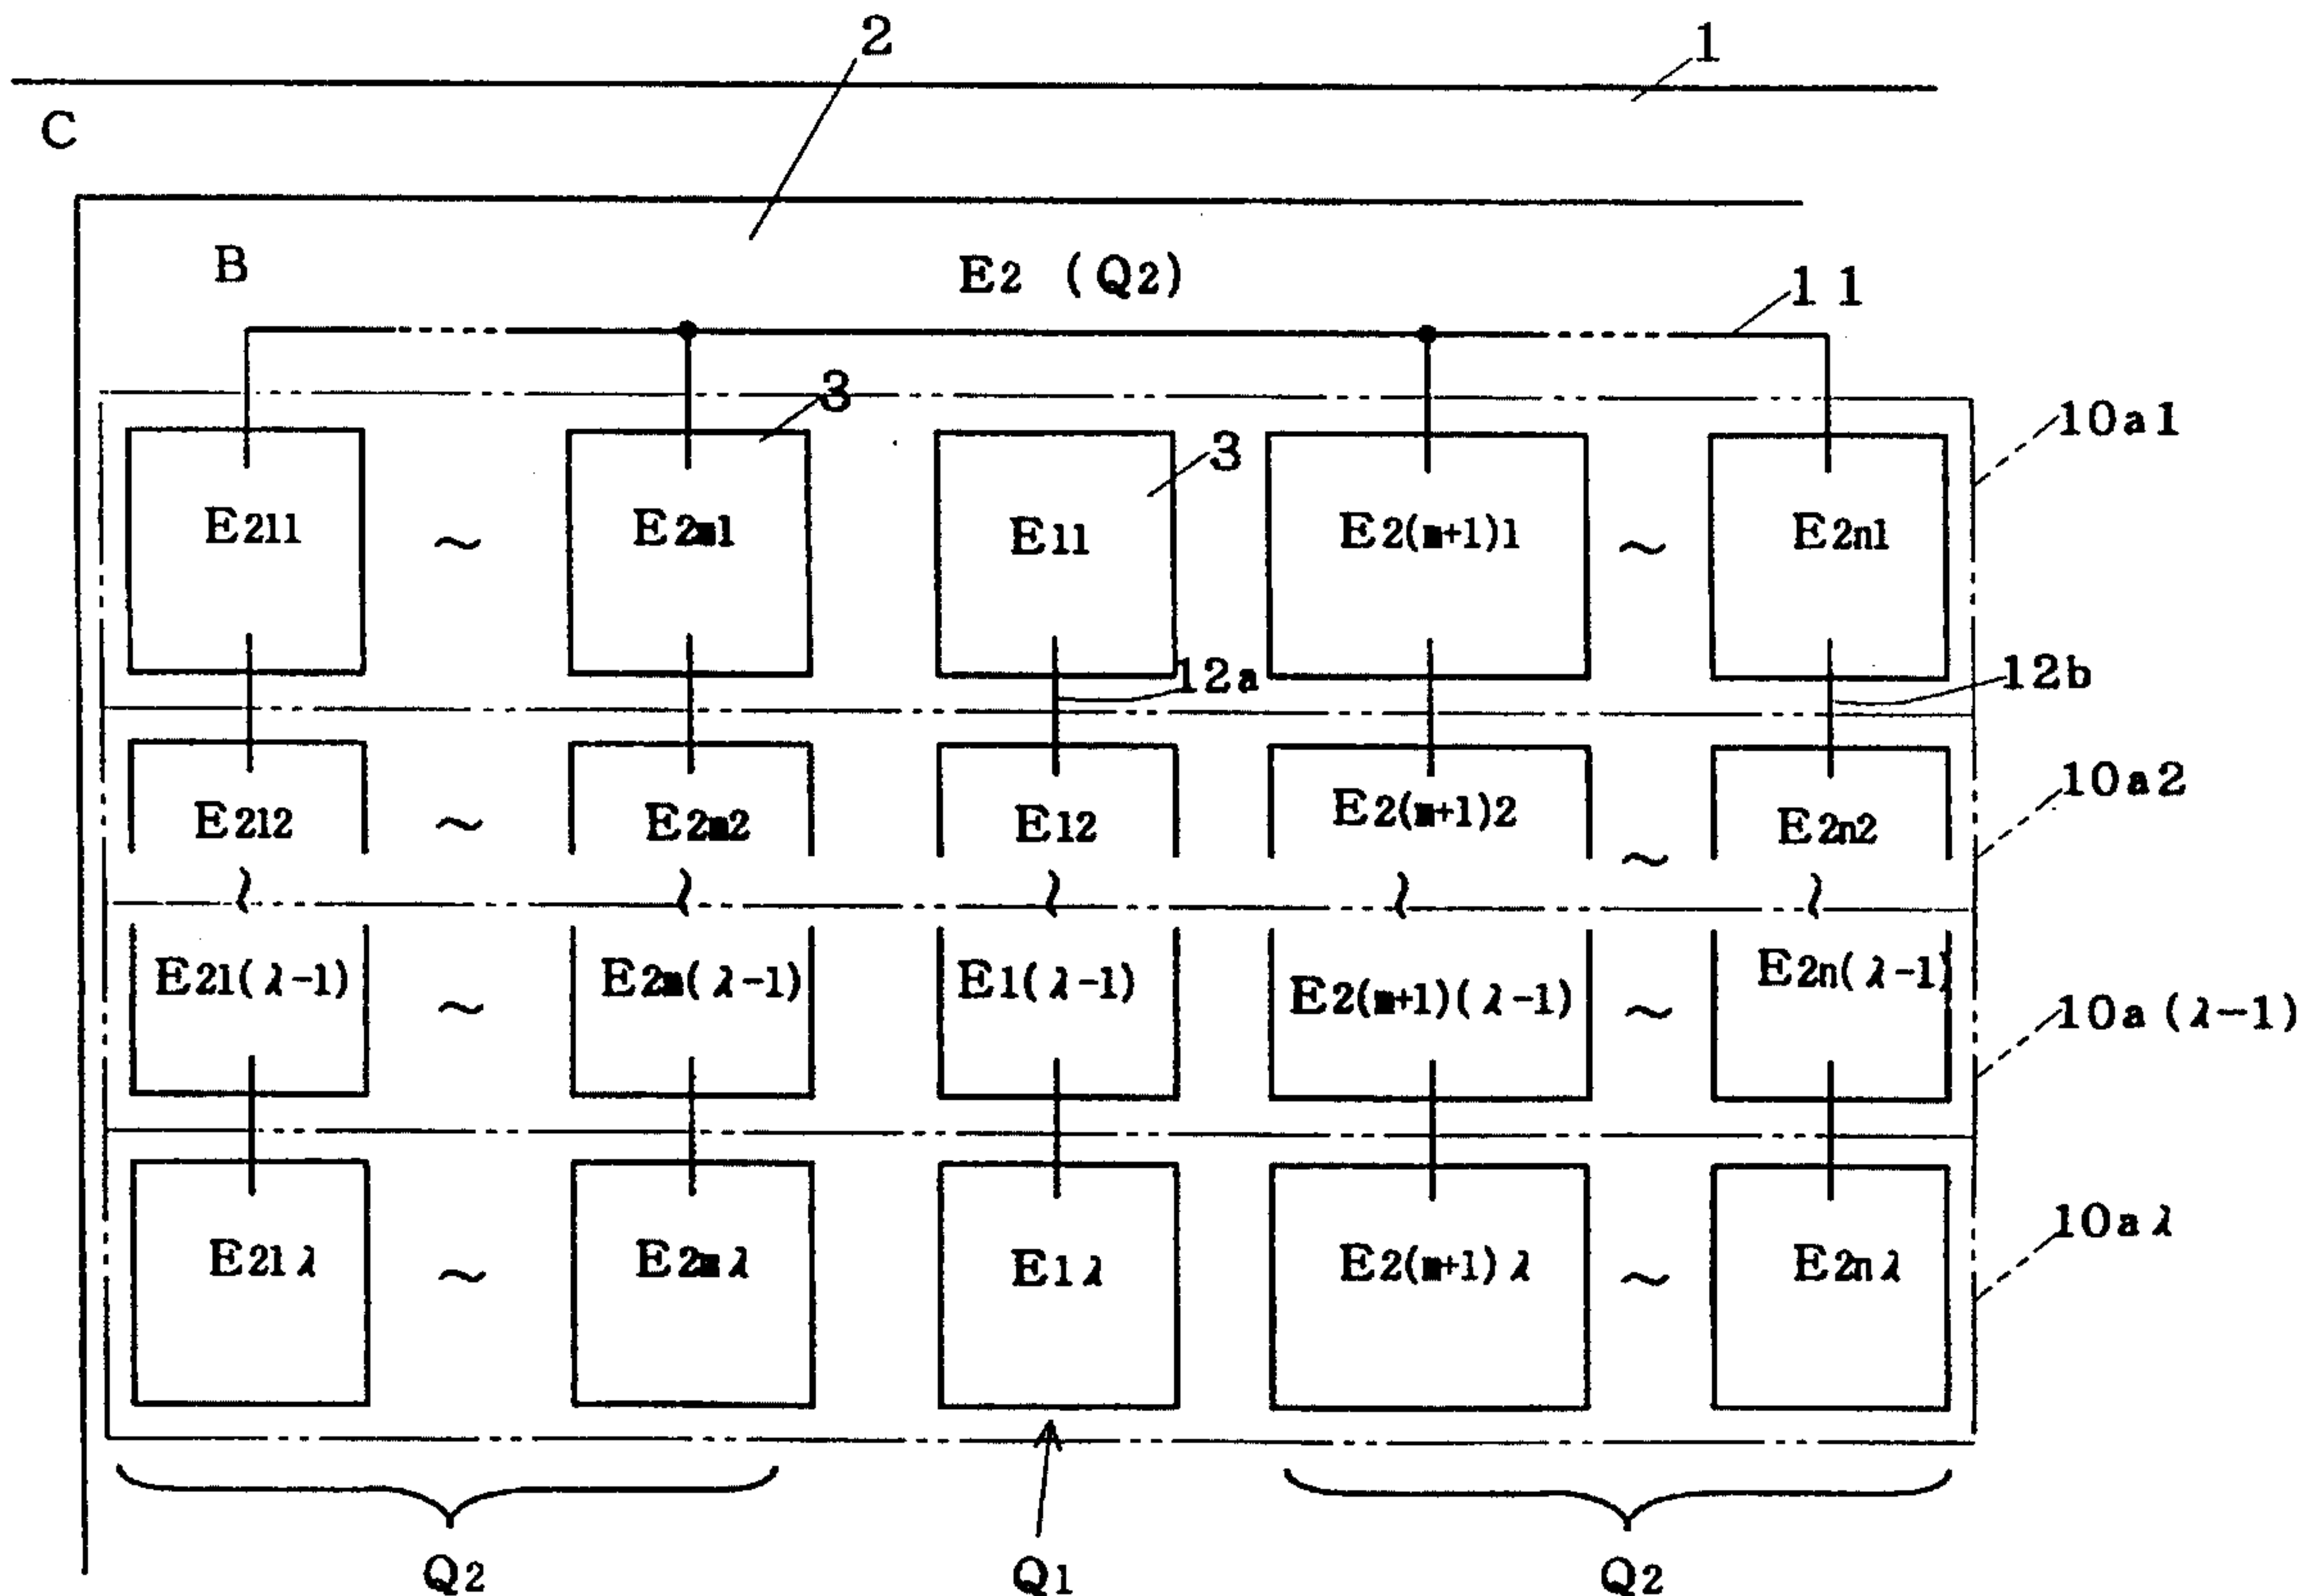 2
1
C
B
E2 (Q2)
11
3
3
10a1
E211 ~ E2m1 E11 E2(m+1)1 ~ E2n1
12a
12b
10a2
E212 ~ E2m2 E12 E2(m+1)2 ~ E2n2
E21(λ-1) ~ E2m(λ-1) E1(λ-1) E2(m+1)(λ-1) ~ E2n(λ-1)
10a(λ-1)
10aλ
E21λ ~ E2mλ E1λ E2(m+1)λ ~ E2nλ
Q2 Q1 Q2